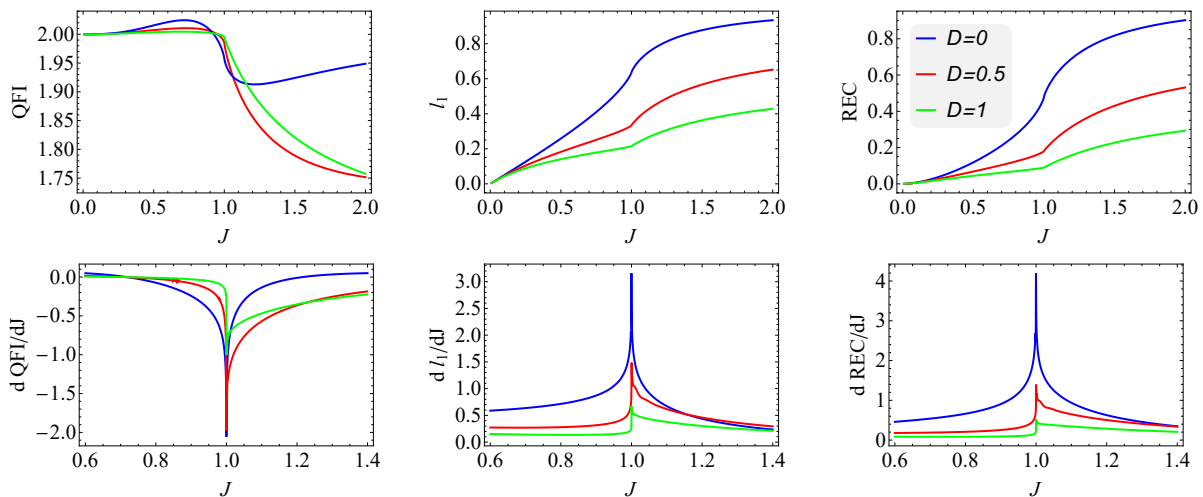 QFI
2.00
1.95
1.90
1.85
1.80
1.75
0.0 0.5 1.0 1.5 2.0
J
l1
0.8
0.6
0.4
0.2
0.0
0.0 0.5 1.0 1.5 2.0
J
REC
0.8
0.6
0.4
0.2
0.0
0.0 0.5 1.0 1.5 2.0
J
D=0
D=0.5
D=1
d QFI/dJ
0.0
−0.5
−1.0
−1.5
−2.0
0.6 0.8 1.0 1.2 1.4
J
d l1/dJ
3.0
2.5
2.0
1.5
1.0
0.5
0.0
0.6 0.8 1.0 1.2 1.4
J
d REC/dJ
4
3
2
1
0
0.6 0.8 1.0 1.2 1.4
J